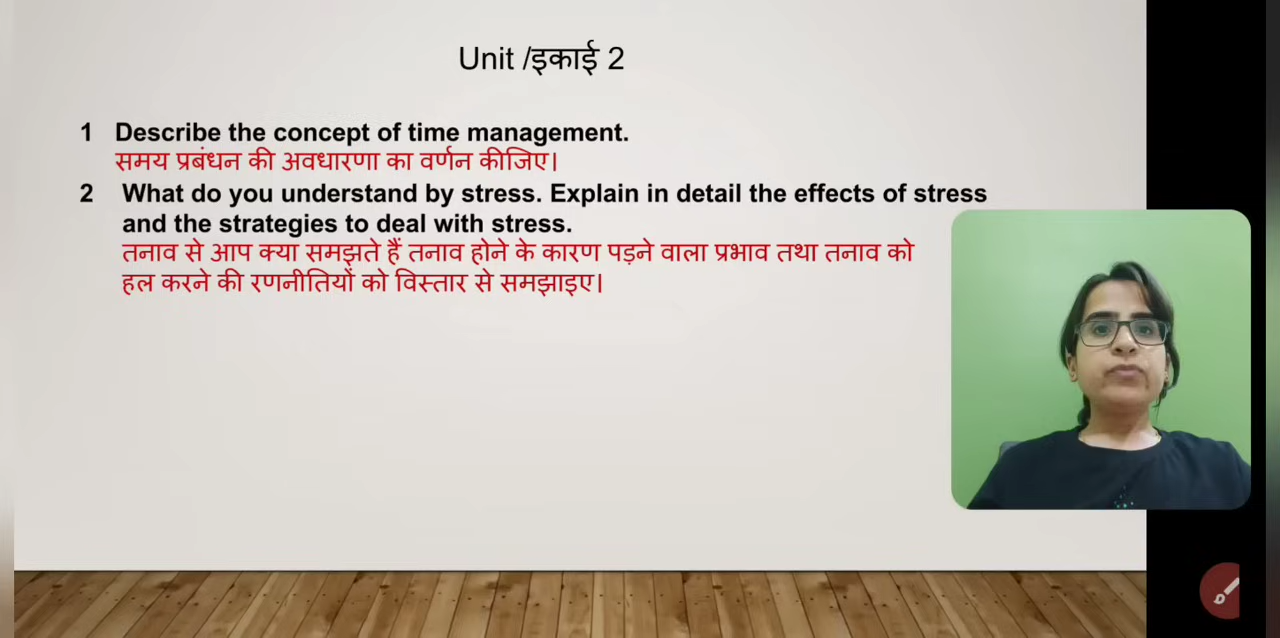 Unit /इकाई 2
1 Describe the concept of time management.
समय प्रबंधन की अवधारणा का वर्णन कीजिए।
2 What do you understand by stress. Explain in detail the effects of stress
and the strategies to deal with stress.
तनाव से आप क्या समझते हैं तनाव होने के कारण पड़ने वाला प्रभाव तथा तनाव को
हल करने की रणनीतियों को विस्तार से समझाइए।